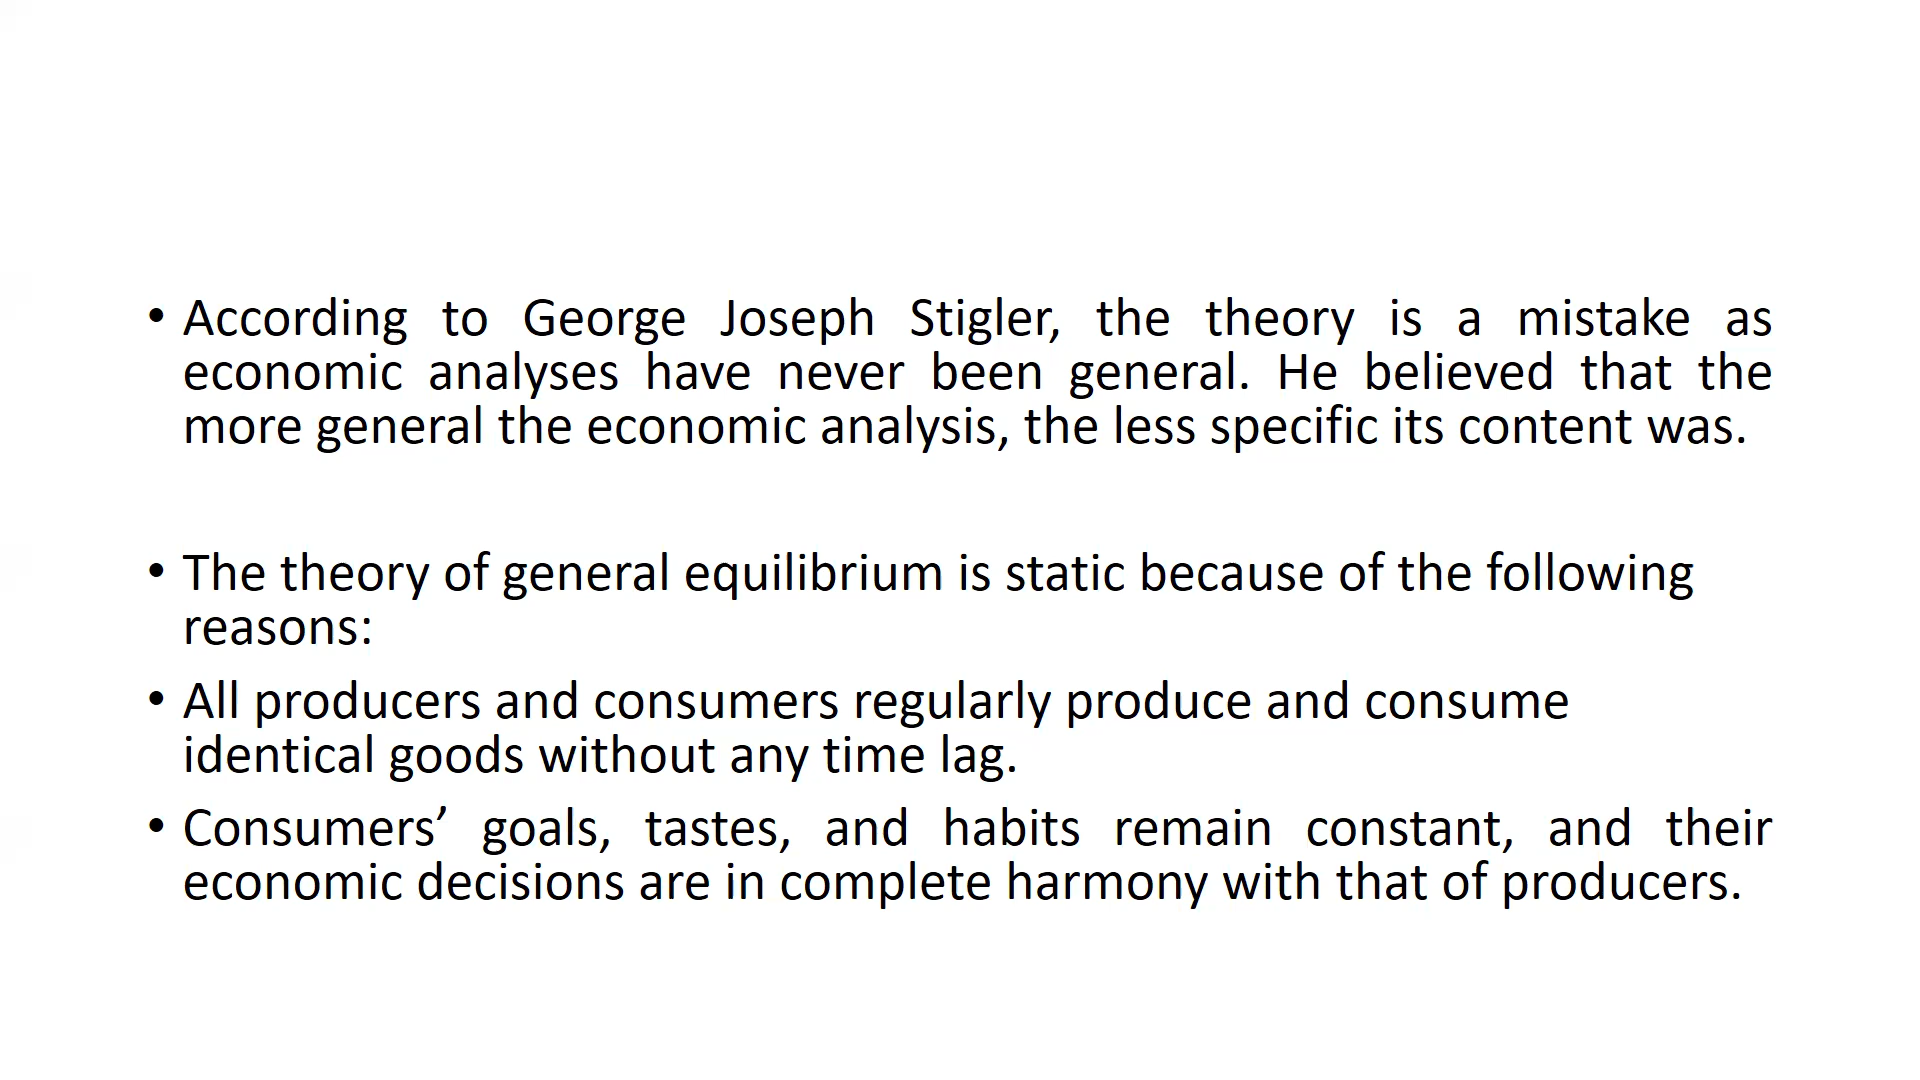 • According to George Joseph Stigler, the theory is a mistake as
economic analyses have never been general. He believed that the
more general the economic analysis, the less specific its content was.
• The theory of general equilibrium is static because of the following
reasons:
• All producers and consumers regularly produce and consume
identical goods without any time lag.
• Consumers’ goals, tastes, and habits remain constant, and their
economic decisions are in complete harmony with that of producers.